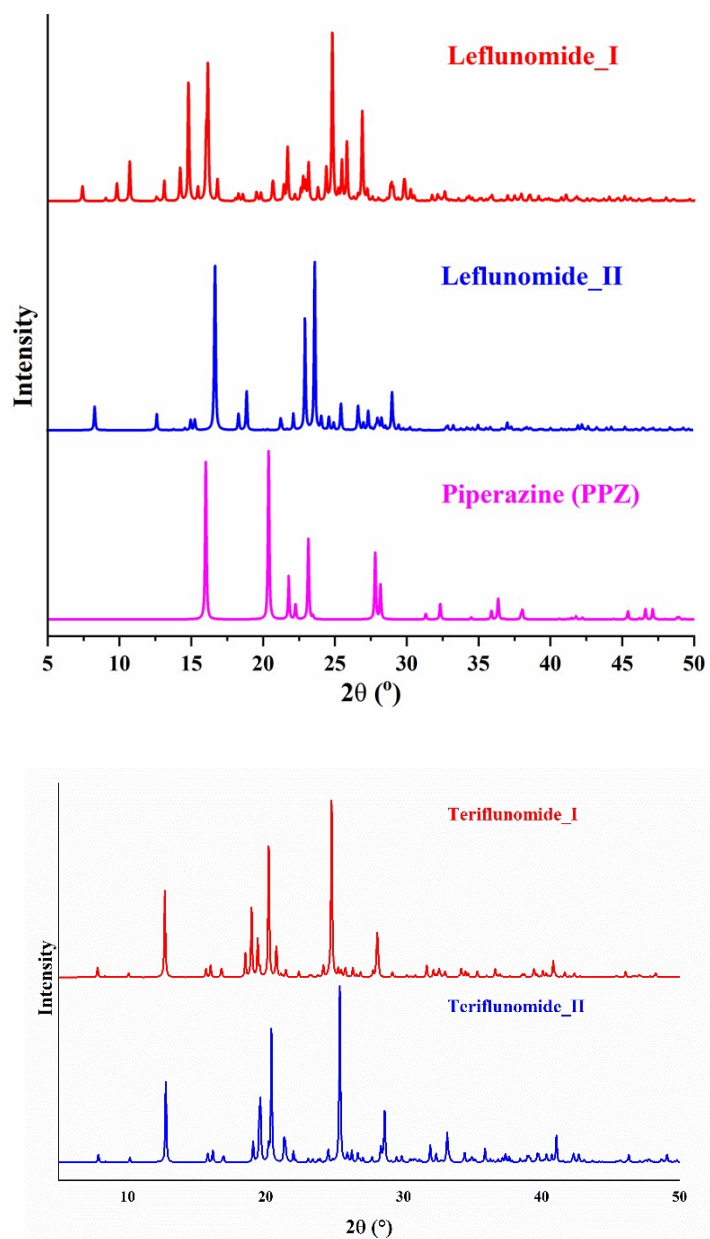 Leflunomide_I
Leflunomide_II
Piperazine (PPZ)
Intensity
5 10 15 20 25 30 35 40 45 50
2θ (°)
Teriflunomide_I
Teriflunomide_II
Intensity
10 20 30 40 50
2θ (°)